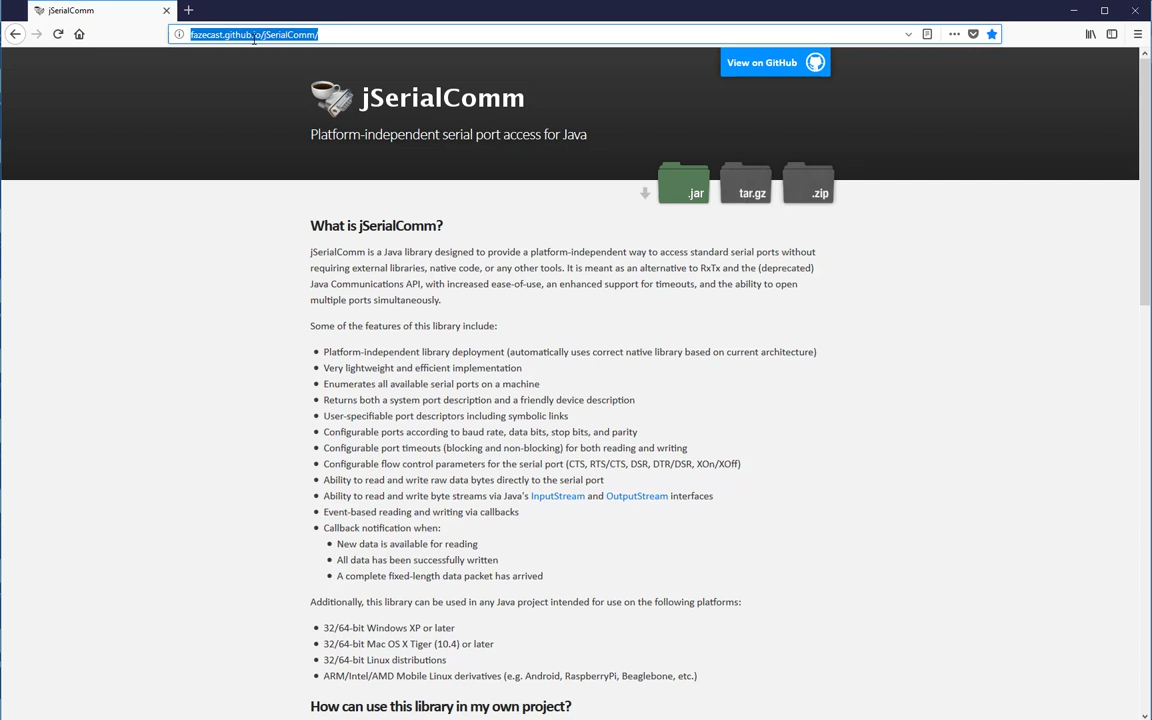 jSerialComm
fazecast.github.io/jSerialComm/
View on GitHub
jSerialComm
Platform-independent serial port access for Java
.jar
tar.gz
.zip
What is jSerialComm?
jSerialComm is a Java library designed to provide a platform-independent way to access standard serial ports without
requiring external libraries, native code, or any other tools. It is meant as an alternative to RxTx and the (deprecated)
Java Communications API, with increased ease-of-use, an enhanced support for timeouts, and the ability to open
multiple ports simultaneously.
Some of the features of this library include:
• Platform-independent library deployment (automatically uses correct native library based on current architecture)
• Very lightweight and efficient implementation
• Enumerates all available serial ports on a machine
• Returns both a system port description and a friendly device description
• User-specifiable port descriptors including symbolic links
• Configurable ports according to baud rate, data bits, stop bits, and parity
• Configurable port timeouts (blocking and non-blocking) for both reading and writing
• Configurable flow control parameters for the serial port (CTS, RTS/CTS, DSR, DTR/DSR, XOn/XOff)
• Ability to read and write raw data bytes directly to the serial port
• Ability to read and write byte streams via Java's InputStream and OutputStream interfaces
• Event-based reading and writing via callbacks
• Callback notification when:
• New data is available for reading
• All data has been successfully written
• A complete fixed-length data packet has arrived
Additionally, this library can be used in any Java project intended for use on the following platforms:
• 32/64-bit Windows XP or later
• 32/64-bit Mac OS X Tiger (10.4) or later
• 32/64-bit Linux distributions
• ARM/Intel/AMD Mobile Linux derivatives (e.g. Android, RaspberryPi, Beaglebone, etc.)
How can use this library in my own project?